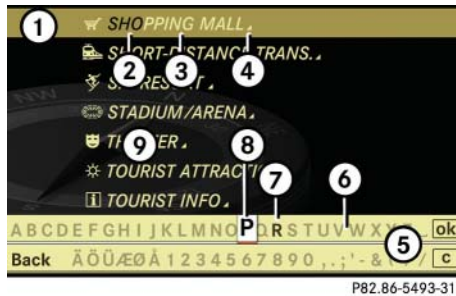 1
SHOPPING MALL
2 3 4
SHORT-DISTANCE TRANS.
STADIUM/ARENA
9 8
TOURIST
7 6
TOURIST INFO
A B C D E F G H I J K L M N O P Q R S T U V W X Y ok
5
Back Ä Ö Ü Æ Ø Å 1 2 3 4 5 6 7 8 9 0 , . ; ' - & ( / c
P82.86-5493-31